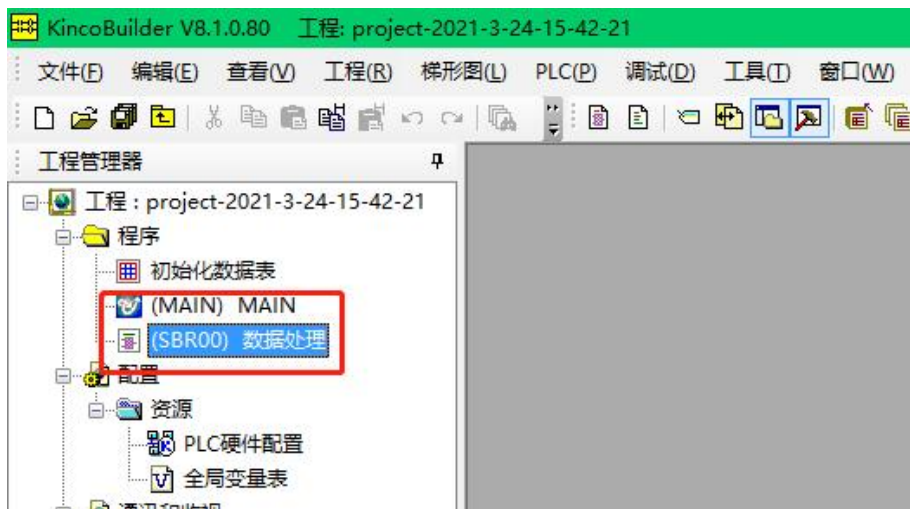 KincoBuilder V8.1.0.80 工程: project-2021-3-24-15-42-21
文件(F) 编辑(E) 查看(V) 工程(R) 梯形图(L) PLC(P) 调试(D) 工具(T) 窗口(W)
工程管理器
工程 : project-2021-3-24-15-42-21
程序
初始化数据表
(MAIN) MAIN
(SBR00) 数据处理
配置
资源
PLC硬件配置
全局变量表